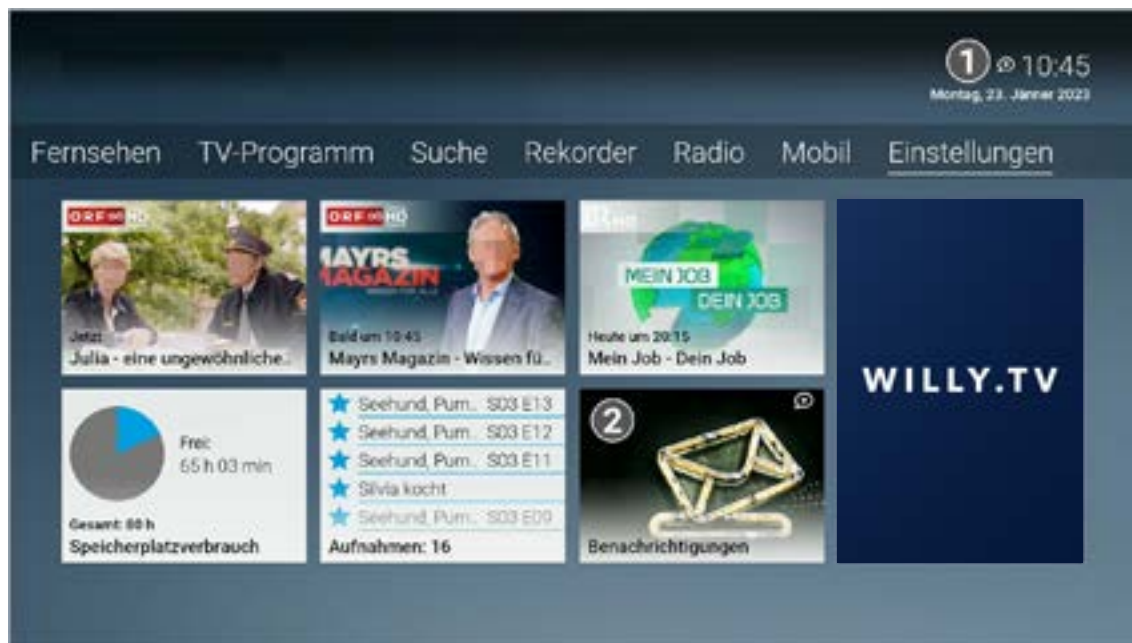 1 10:45
Montag, 23. Jänner 2023
Fernsehen TV-Programm Suche Rekorder Radio Mobil Einstellungen
ORF HD
Jetzt
Julia - eine ungewöhnliche..
ORF HD
MAYRS
MAGAZIN
Bald um 10:45
Mayrs Magazin - Wissen fü..
HD
MEIN JOB
DEIN JOB
Heute um 20:15
Mein Job - Dein Job
WILLY.TV
Frei:
65 h 03 min
Gesamt: 80 h
Speicherplatzverbrauch
Seehund, Pum.. S03 E13
Seehund, Pum.. S03 E12
Seehund, Pum.. S03 E11
Silvia kocht
Seehund, Pum.. S03 E09
Aufnahmen: 16
2
Benachrichtigungen